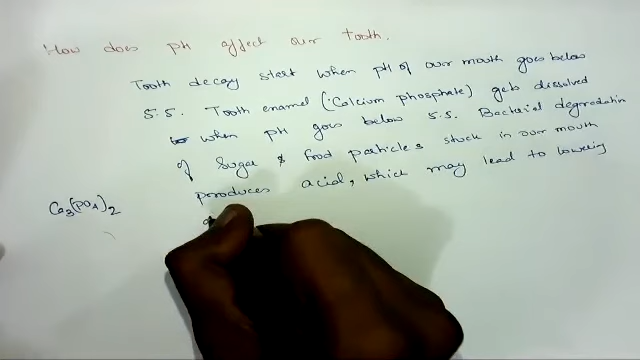 How does pH affect our tooth.
Tooth decay start when pH of our mouth goes below
5.5. Tooth enamel (Calcium phosphate) gets dissolved
when pH goes below 5.5. Bacterial degradation
of Sugar & food particles stuck in our mouth
produces acid, which may lead to lowering
Ca3(PO4)2